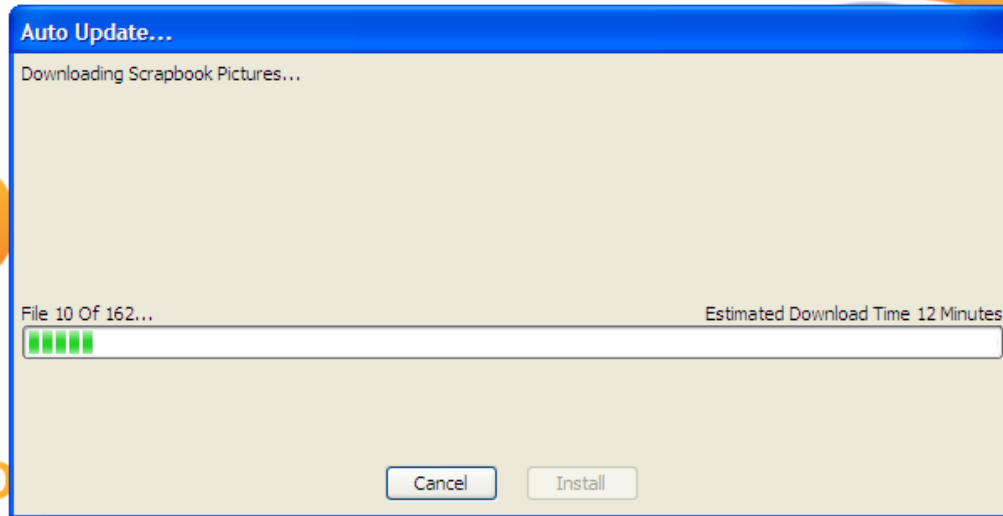 Auto Update...
Downloading Scrapbook Pictures...
File 10 Of 162...
Estimated Download Time 12 Minutes
Cancel
Install